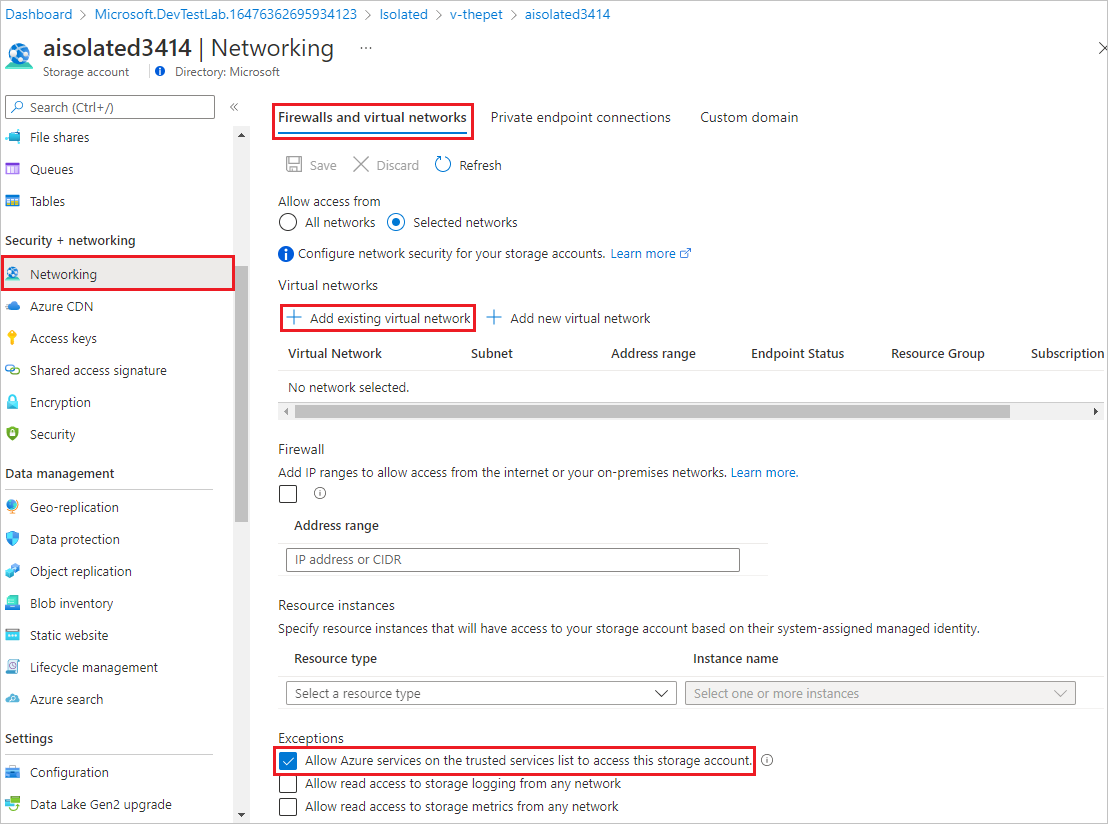 Dashboard > Microsoft.DevTestLab.16476362695934123 > Isolated > v-thepet > aisolated3414
aisolated3414 | Networking ...
Storage account Directory: Microsoft
Search (Ctrl+/) «
File shares
Queues
Tables
Security + networking
Networking
Azure CDN
Access keys
Shared access signature
Encryption
Security
Data management
Geo-replication
Data protection
Object replication
Blob inventory
Static website
Lifecycle management
Azure search
Settings
Configuration
Data Lake Gen2 upgrade
Firewalls and virtual networks Private endpoint connections Custom domain
Save Discard Refresh
Allow access from
All networks Selected networks
Configure network security for your storage accounts. Learn more
Virtual networks
+ Add existing virtual network + Add new virtual network
Virtual Network Subnet Address range Endpoint Status Resource Group Subscription
No network selected.
Firewall
Add IP ranges to allow access from the internet or your on-premises networks. Learn more.
Address range
IP address or CIDR
Resource instances
Specify resource instances that will have access to your storage account based on their system-assigned managed identity.
Resource type Instance name
Select a resource type Select one or more instances
Exceptions
Allow Azure services on the trusted services list to access this storage account.
Allow read access to storage logging from any network
Allow read access to storage metrics from any network